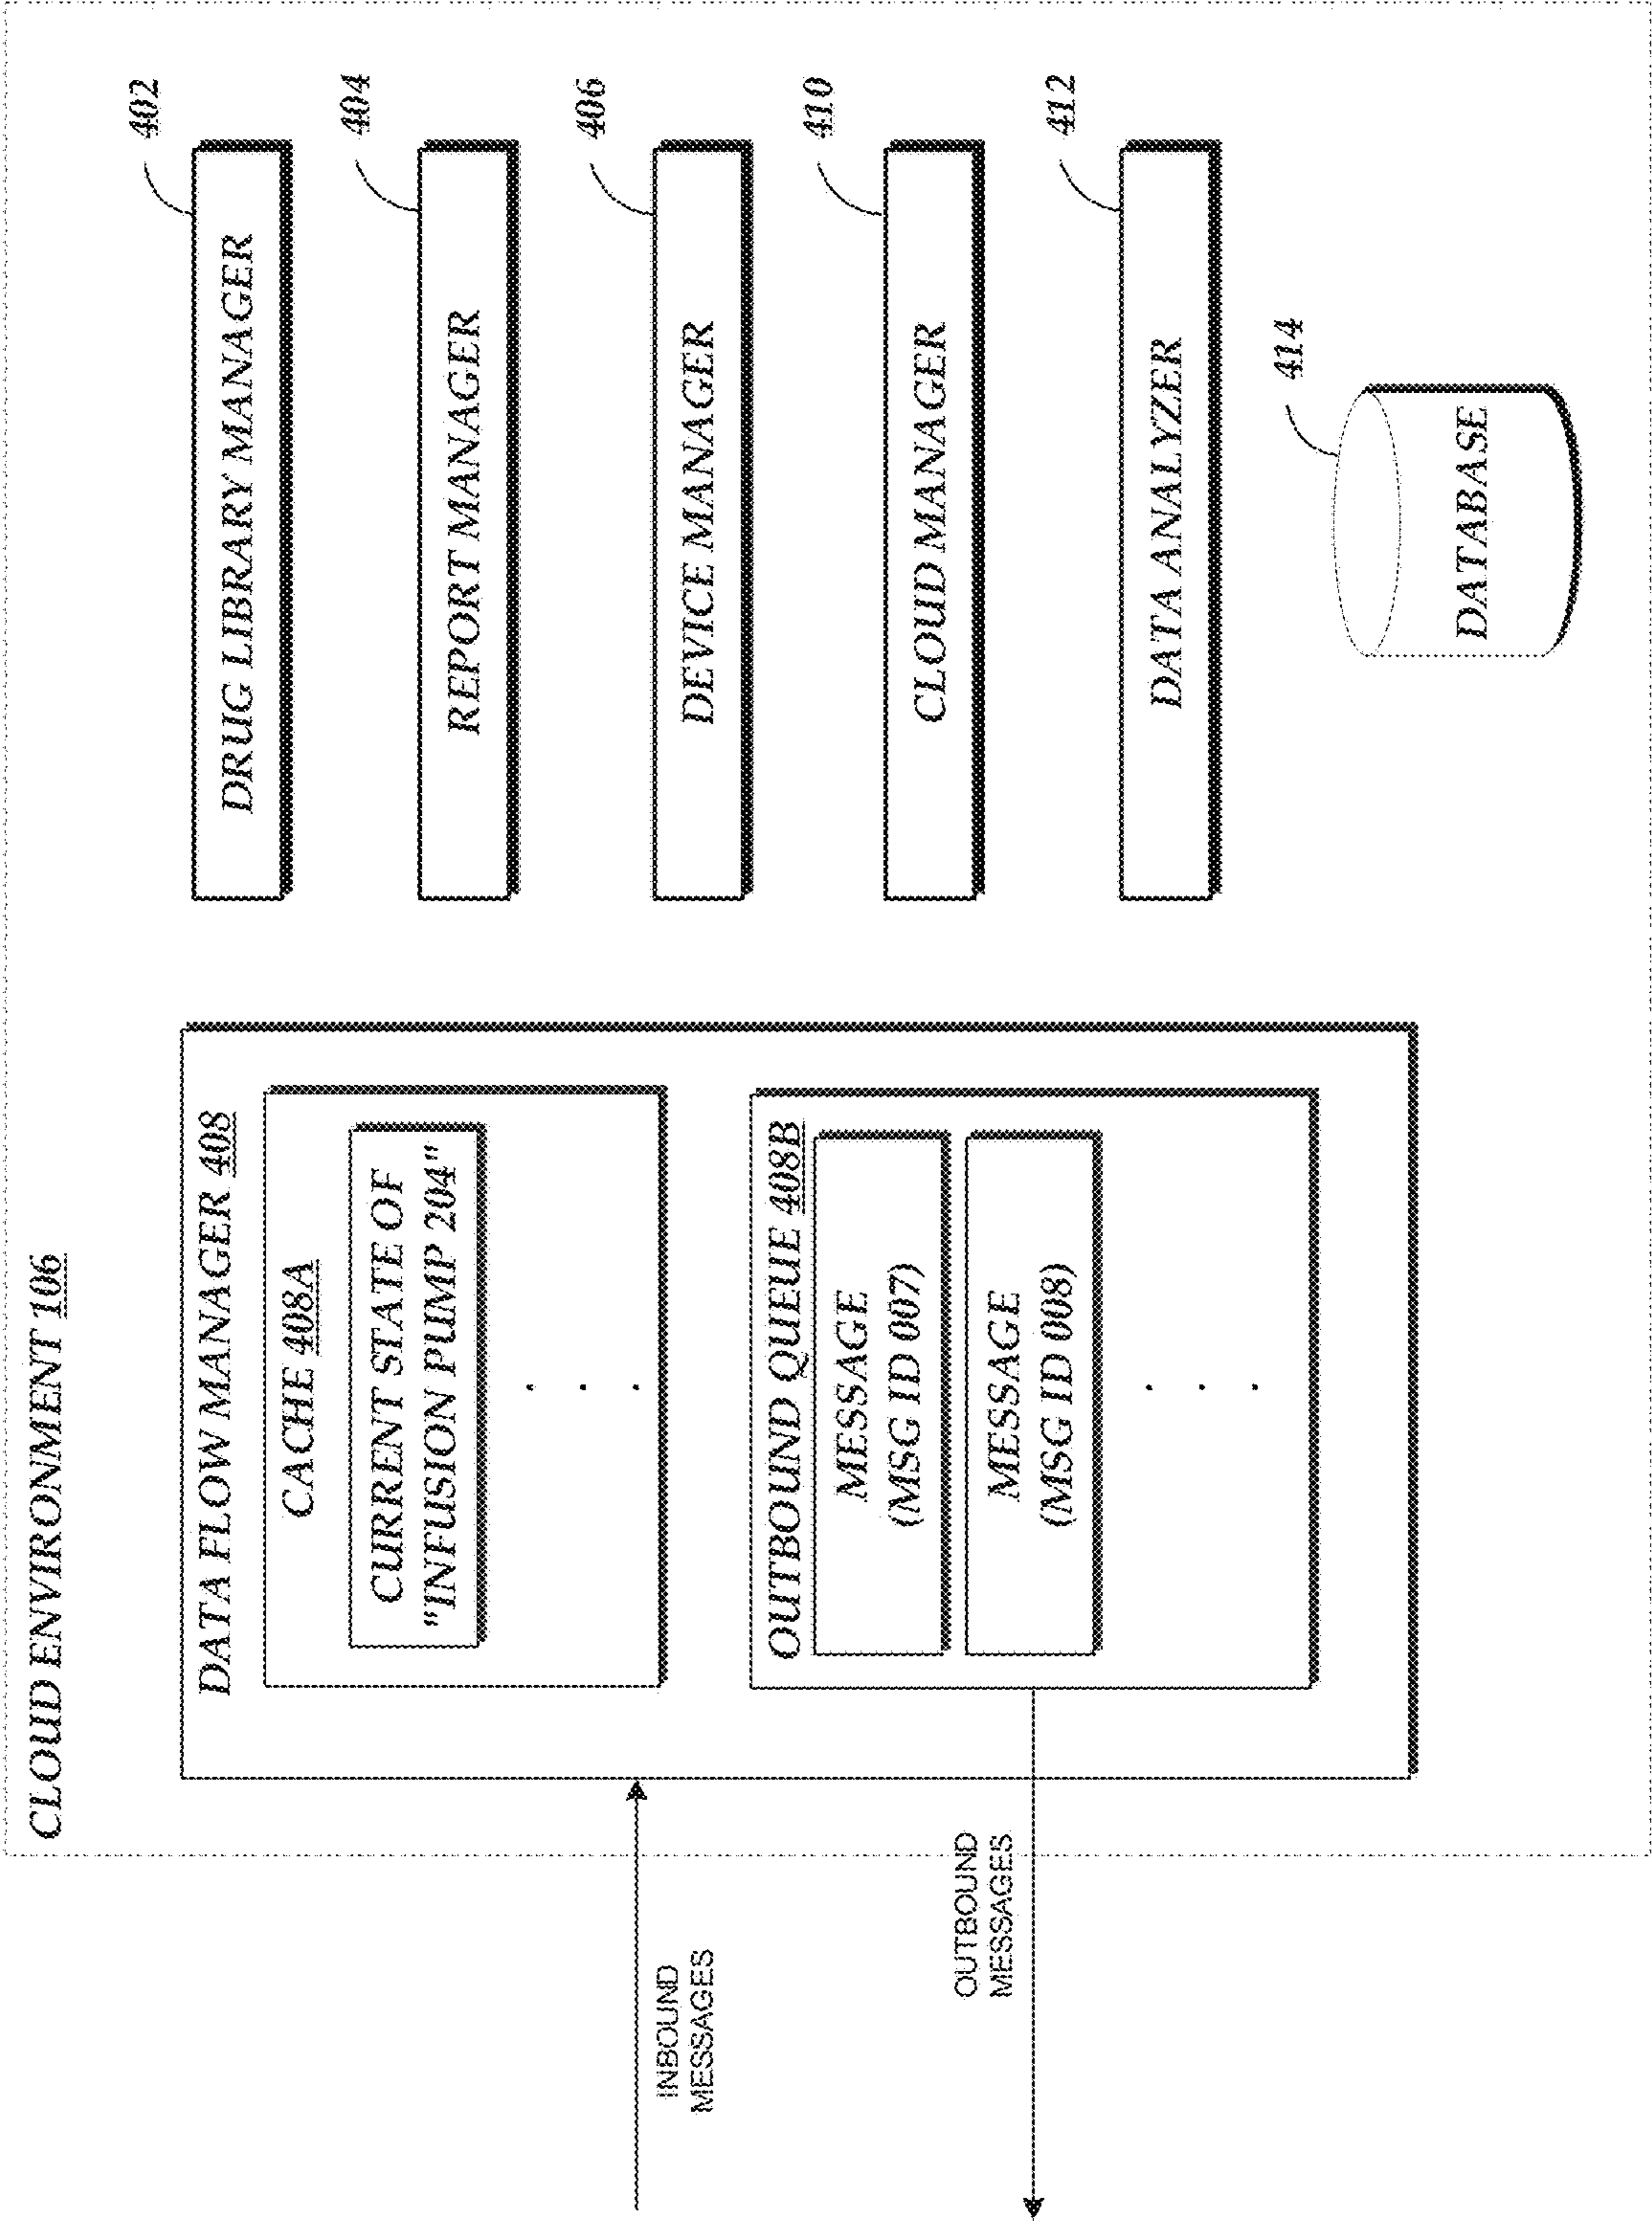 CLOUD ENVIRONMENT 106
DATA FLOW MANAGER 408
CACHE 408A
CURRENT STATE OF
"INFUSION PUMP 204"
.
.
.
OUTBOUND QUEUE 408B
MESSAGE
(MSG ID 007)
MESSAGE
(MSG ID 008)
.
.
.
INBOUND
MESSAGES
OUTBOUND
MESSAGES
402
DRUG LIBRARY MANAGER
404
REPORT MANAGER
406
DEVICE MANAGER
410
CLOUD MANAGER
412
DATA ANALYZER
414
DATABASE